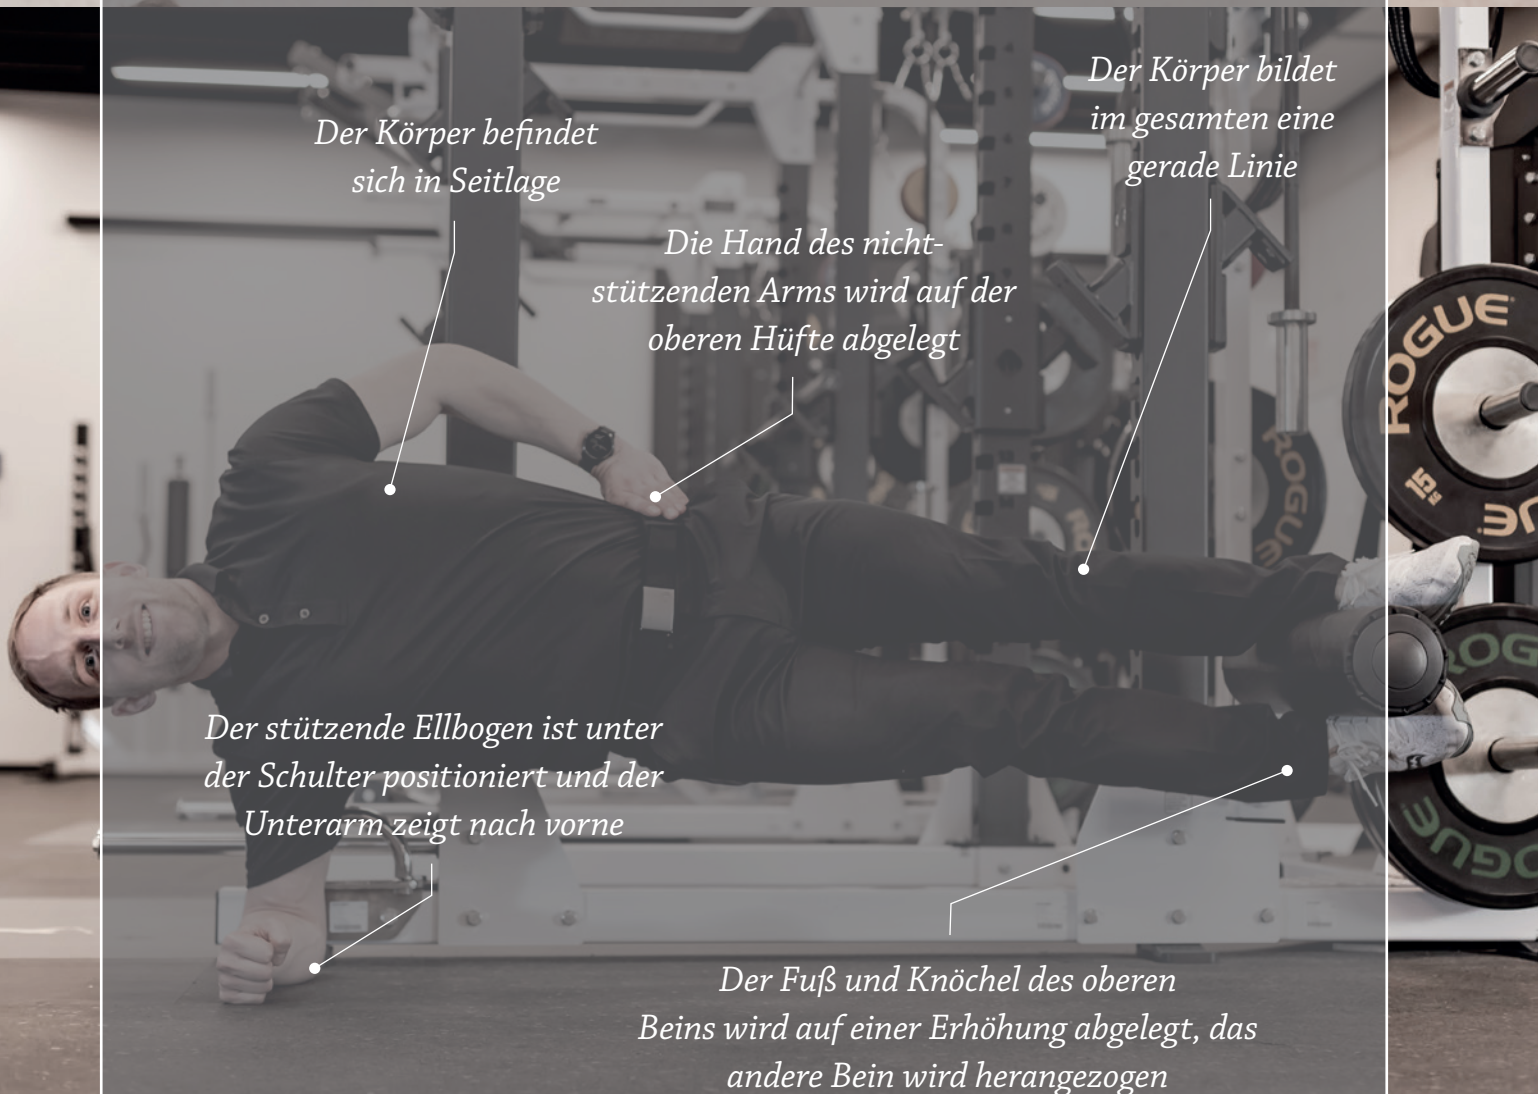 Der Körper befindet
sich in Seitlage
Der Körper bildet
im gesamten eine
gerade Linie
Die Hand des nicht-
stützenden Arms wird auf der
oberen Hüfte abgelegt
Der stützende Ellbogen ist unter
der Schulter positioniert und der
Unterarm zeigt nach vorne
Der Fuß und Knöchel des oberen
Beins wird auf einer Erhöhung abgelegt, das
andere Bein wird herangezogen
ROGUE
15
KG
ROGUE